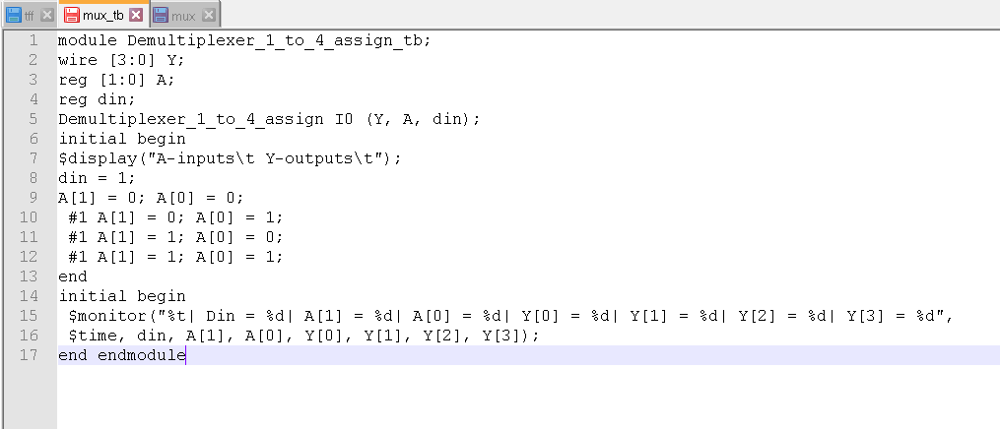 tff mux_tb mux
1 module Demultiplexer_1_to_4_assign_tb;
2 wire [3:0] Y;
3 reg [1:0] A;
4 reg din;
5 Demultiplexer_1_to_4_assign I0 (Y, A, din);
6 initial begin
7 $display("A-inputs\t Y-outputs\t");
8 din = 1;
9 A[1] = 0; A[0] = 0;
10  #1 A[1] = 0; A[0] = 1;
11  #1 A[1] = 1; A[0] = 0;
12  #1 A[1] = 1; A[0] = 1;
13 end
14 initial begin
15  $monitor("%t| Din = %d| A[1] = %d| A[0] = %d| Y[0] = %d| Y[1] = %d| Y[2] = %d| Y[3] = %d",
16  $time, din, A[1], A[0], Y[0], Y[1], Y[2], Y[3]);
17 end endmodule